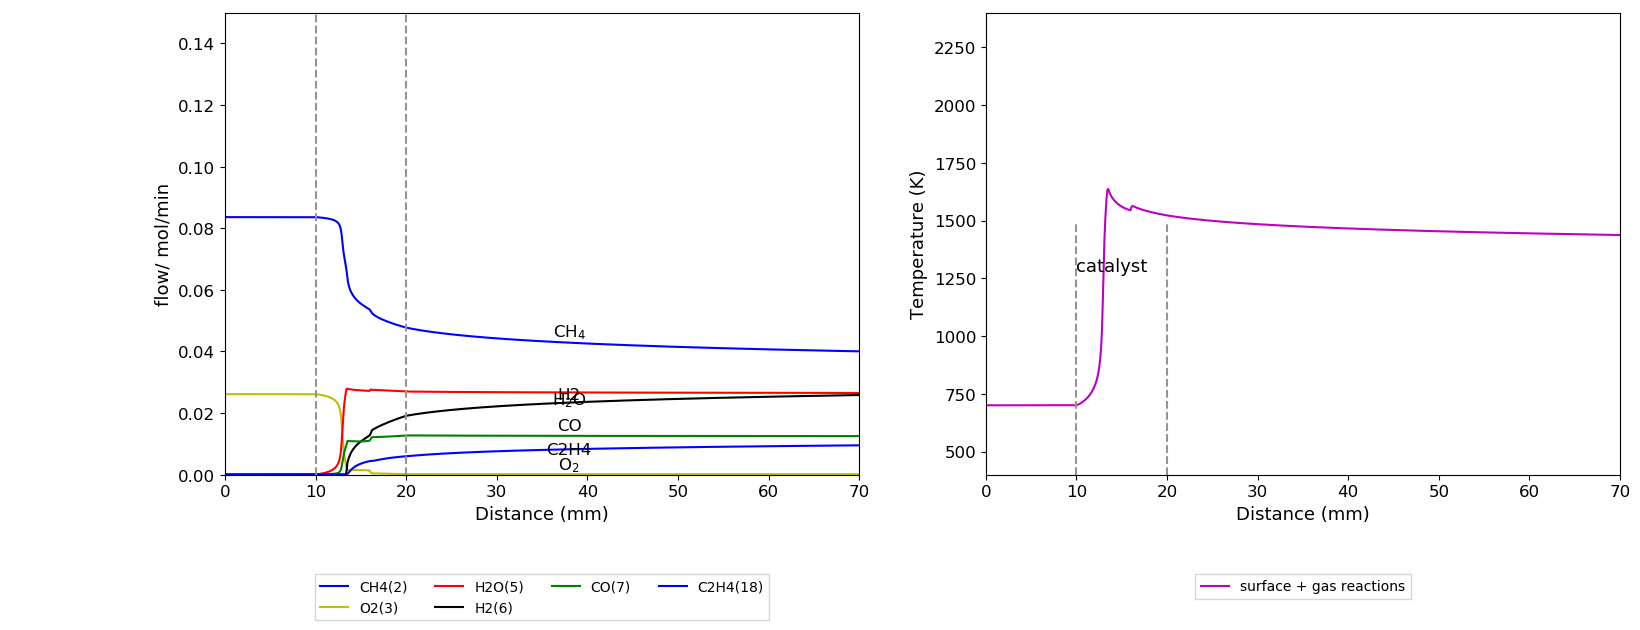 0.14
0.12
0.10
0.08
0.06
0.04
0.02
0.00
flow/ mol/min
CH₄
H2
H₂O
CO
C2H4
O₂
0 10 20 30 40 50 60 70
Distance (mm)
CH4(2) H2O(5) CO(7) C2H4(18)
O2(3) H2(6)
2250
2000
1750
1500
1250
1000
750
500
Temperature (K)
catalyst
0 10 20 30 40 50 60 70
Distance (mm)
surface + gas reactions